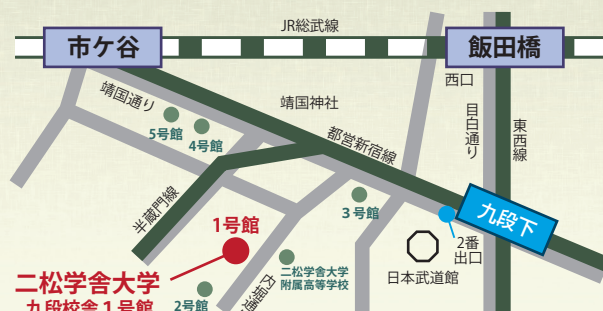 JR総武線
市ケ谷
飯田橋
西口
靖国通り
靖国神社
目白通り
東西線
5号館
4号館
都営新宿線
半蔵門線
1号館
3号館
九段下
2番
出口
日本武道館
二松学舎大学
附属高等学校
二松学舎大学
九段校舎1号館
2号館
内堀通